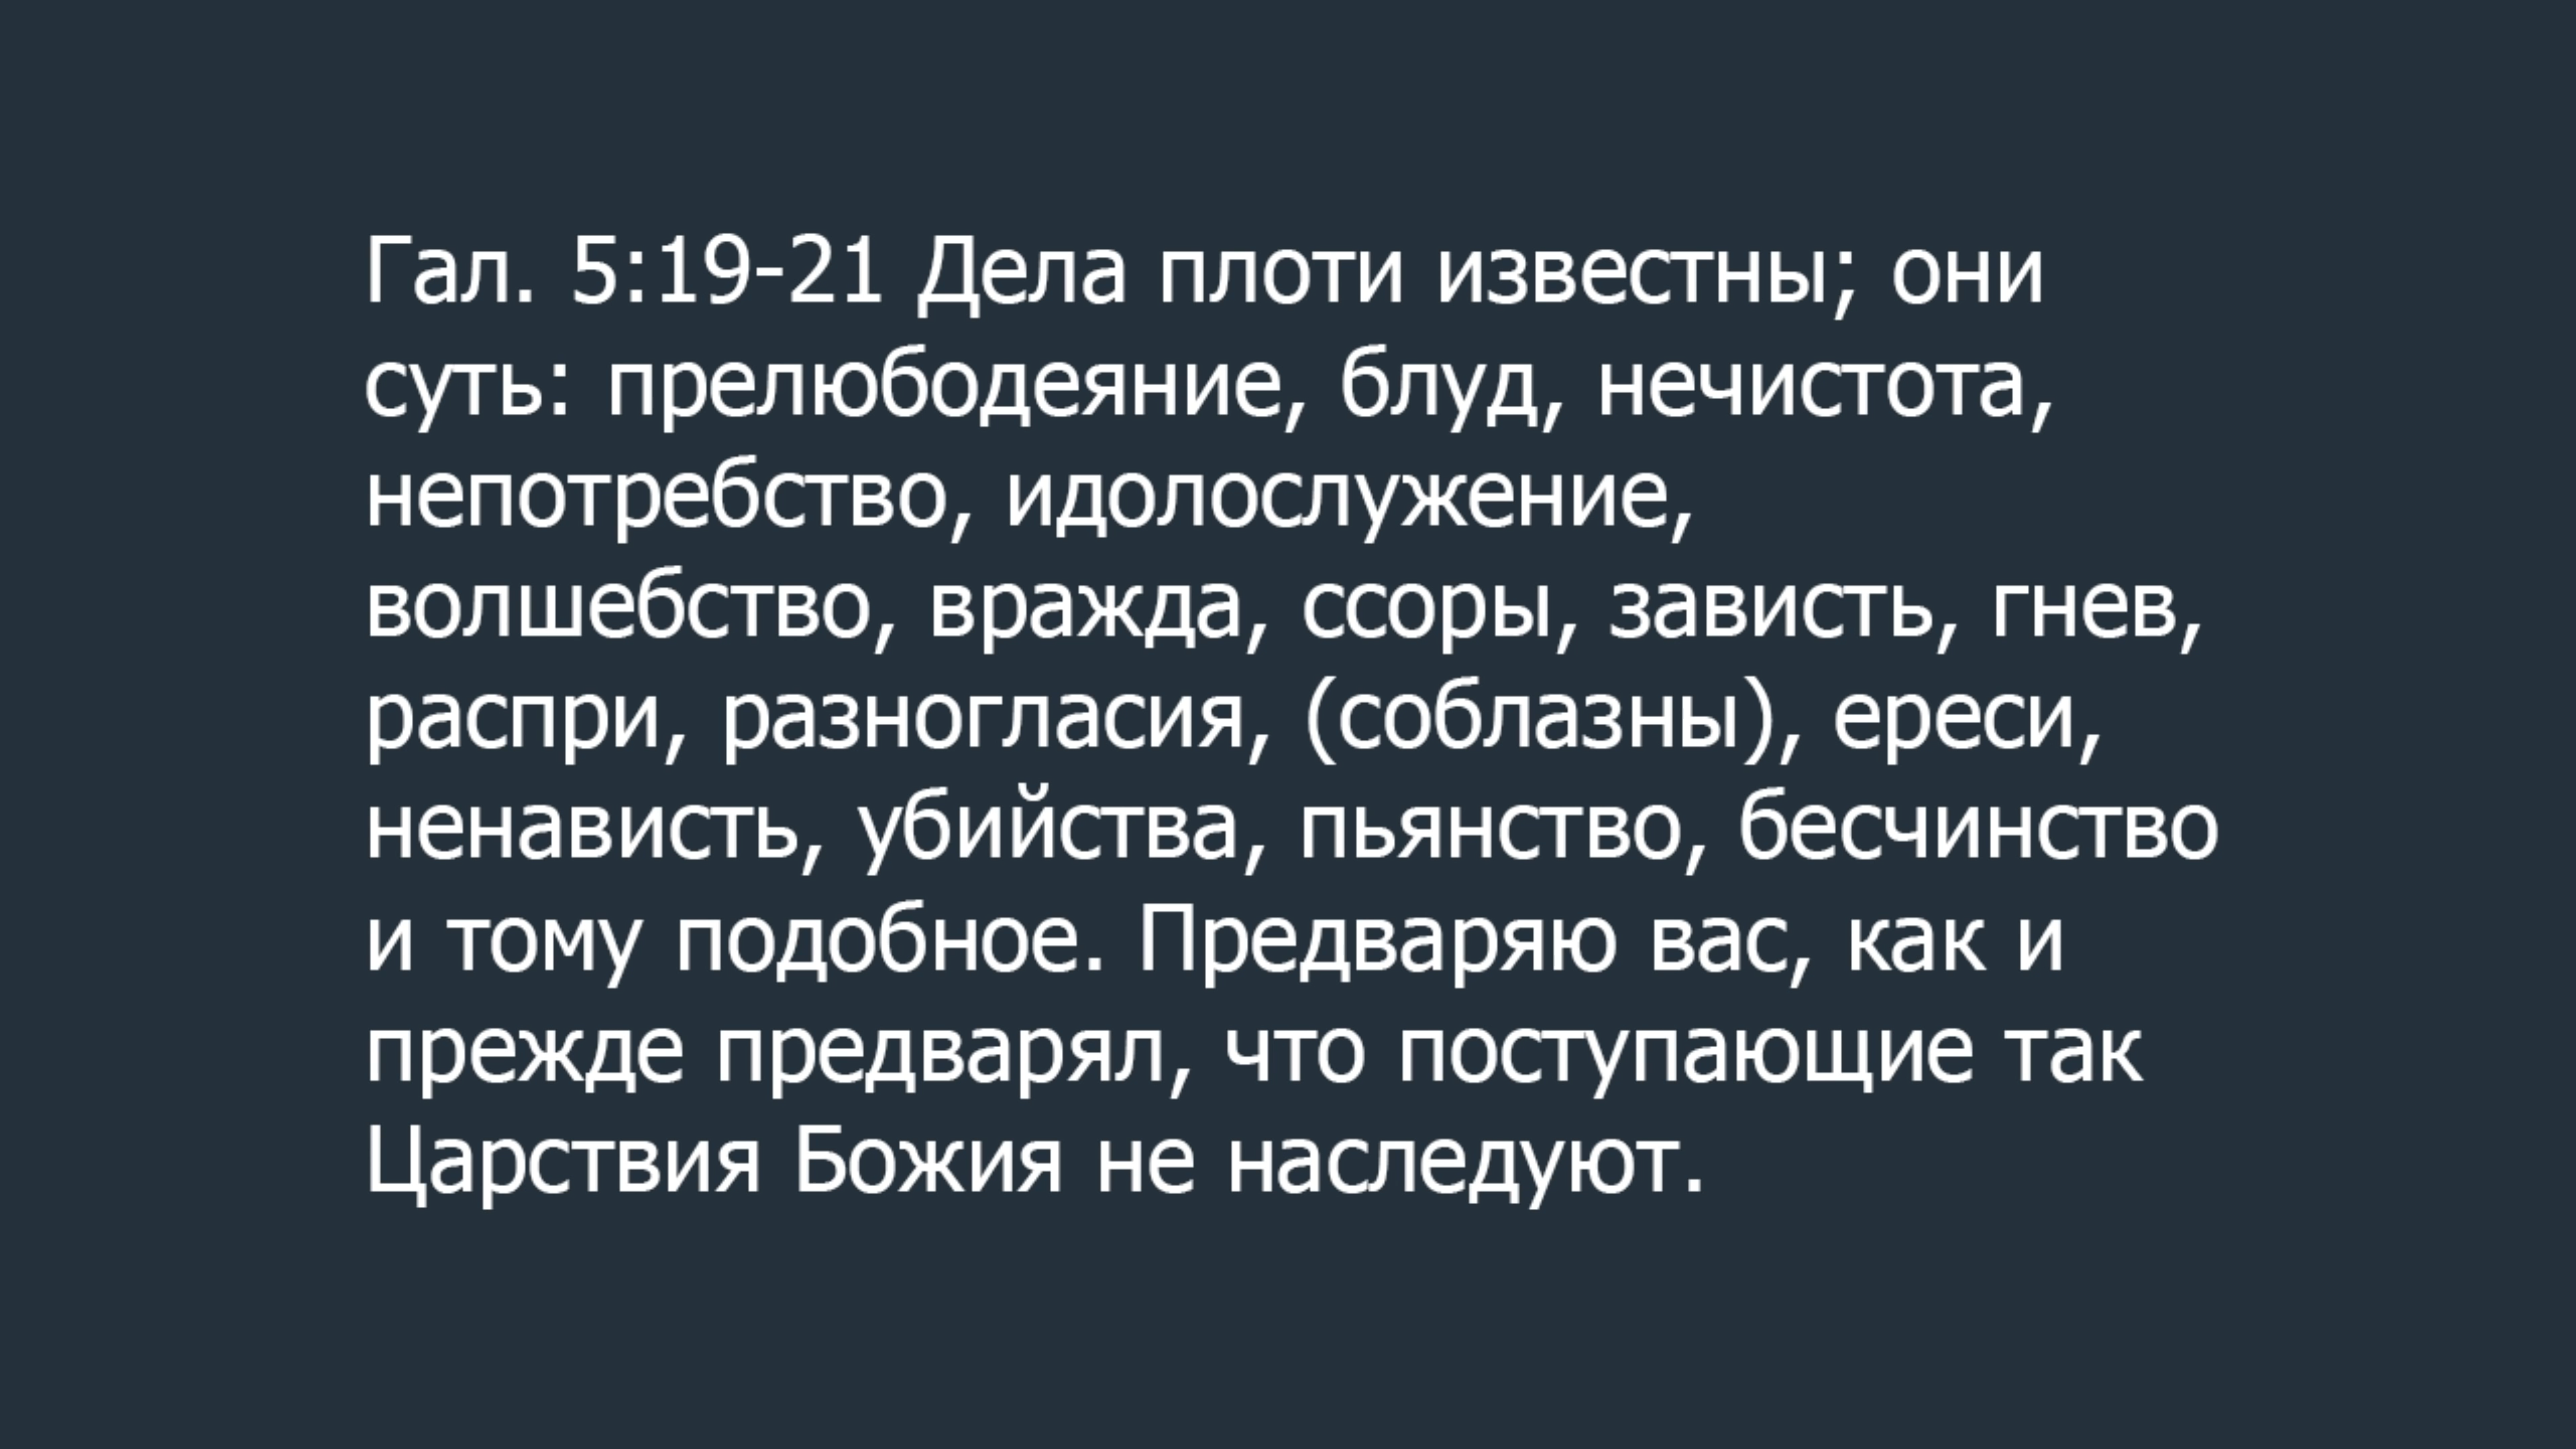 Гал. 5:19-21 Дела плоти известны; они
суть: прелюбодеяние, блуд, нечистота,
непотребство, идолослужение,
волшебство, вражда, ссоры, зависть, гнев,
распри, разногласия, (соблазны), ереси,
ненависть, убийства, пьянство, бесчинство
и тому подобное. Предваряю вас, как и
прежде предварял, что поступающие так
Царствия Божия не наследуют.